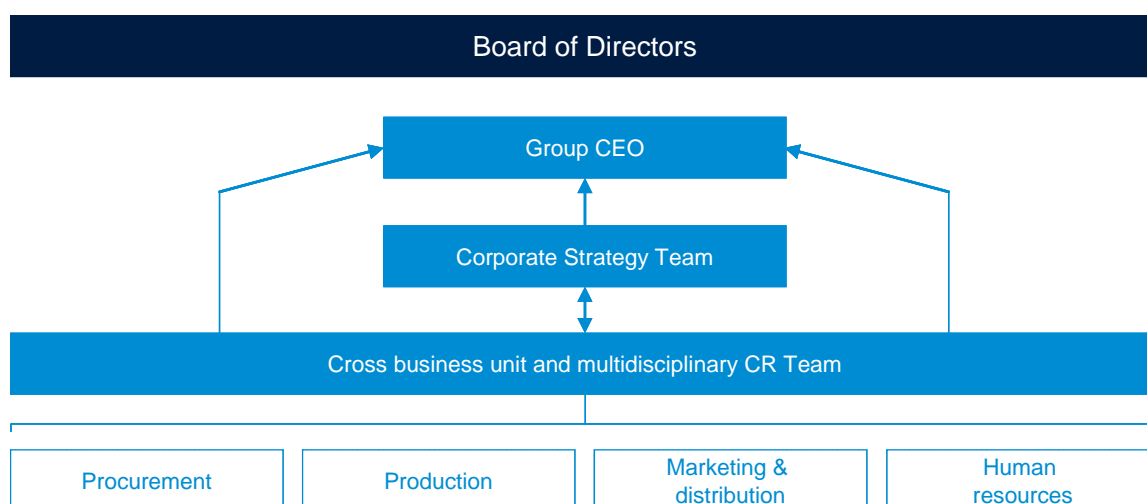 Board of Directors
Group CEO
Corporate Strategy Team
Cross business unit and multidisciplinary CR Team
Procurement
Production
Marketing &
distribution
Human
resources